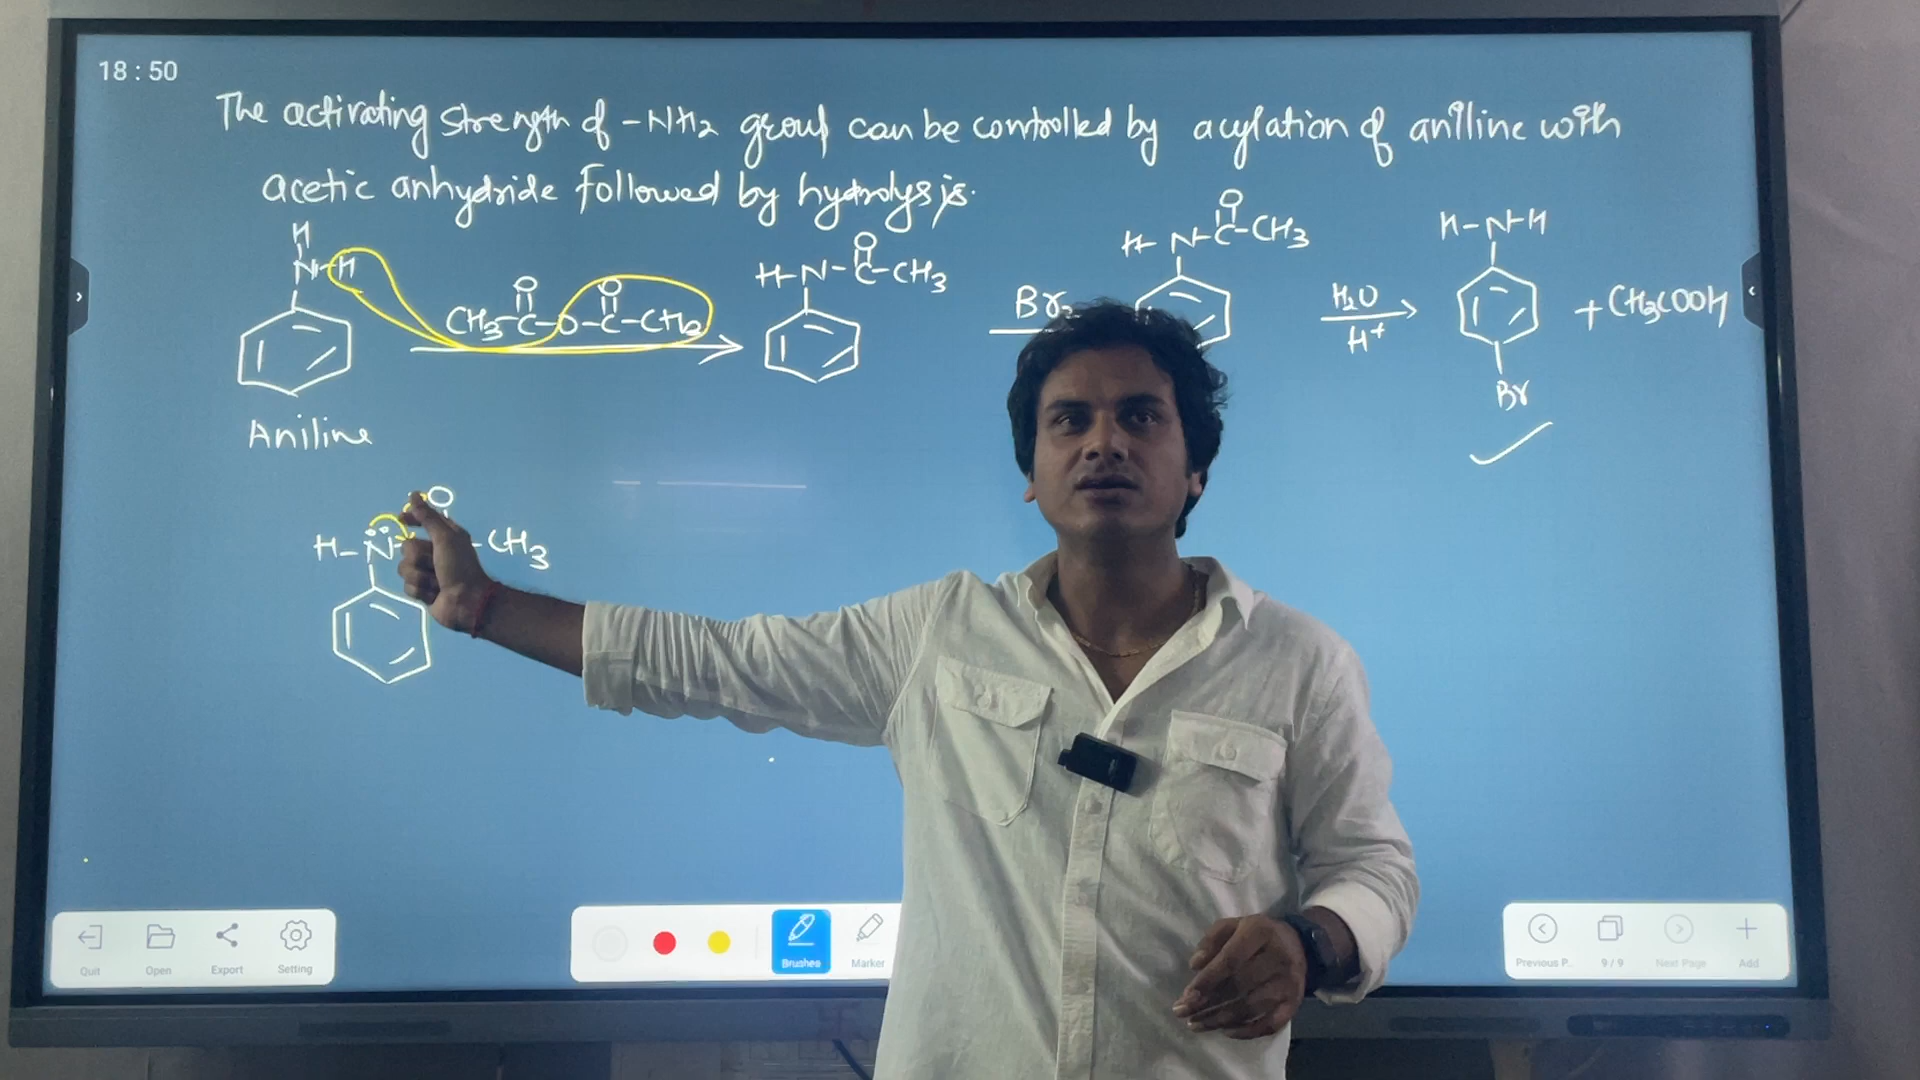 18 : 50
The activating strength of -NH2 group can be controlled by acylation of aniline with
acetic anhydride followed by hydrolysis.
H
N-H
O O
CH3-C-O-C-CH3
Aniline
O
H-N-C-CH3
Br2
O
H-N-C-CH3
H2O
H+
H-N-H
Br
+CH3COOH
O
H-N
-CH3
Quit Open Export Setting
Brushes Marker
Previous P.. 9/9 Next Page Add